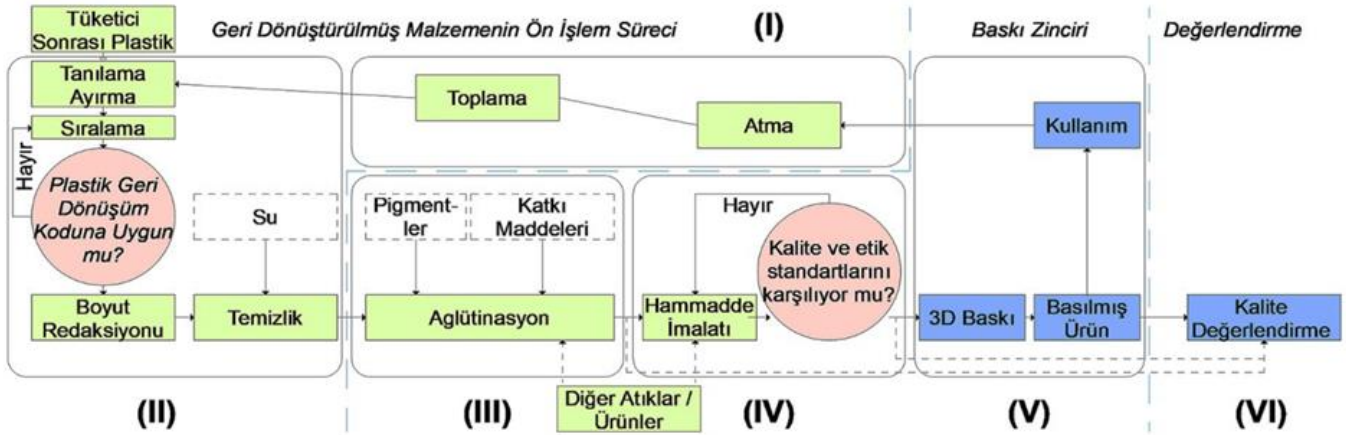 Tüketici
Sonrası Plastik
Geri Dönüştürülmüş Malzemenin Ön İşlem Süreci
(I)
Baskı Zinciri
Değerlendirme
Tanılama
Ayırma
Toplama
Atma
Kullanım
Sıralama
Hayır
Plastik Geri
Dönüşüm
Koduna Uygun
mu?
Su
Pigment-
ler
Katkı
Maddeleri
Hayır
Kalite ve etik
standartlarını
karşılıyor mu?
Boyut
Redaksiyonu
Temizlik
Aglütinasyon
Hammadde
İmalatı
3D Baskı
Basılmış
Ürün
Kalite
Değerlendirme
Diğer Atıklar /
Ürünler
(II)
(III)
(IV)
(V)
(VI)